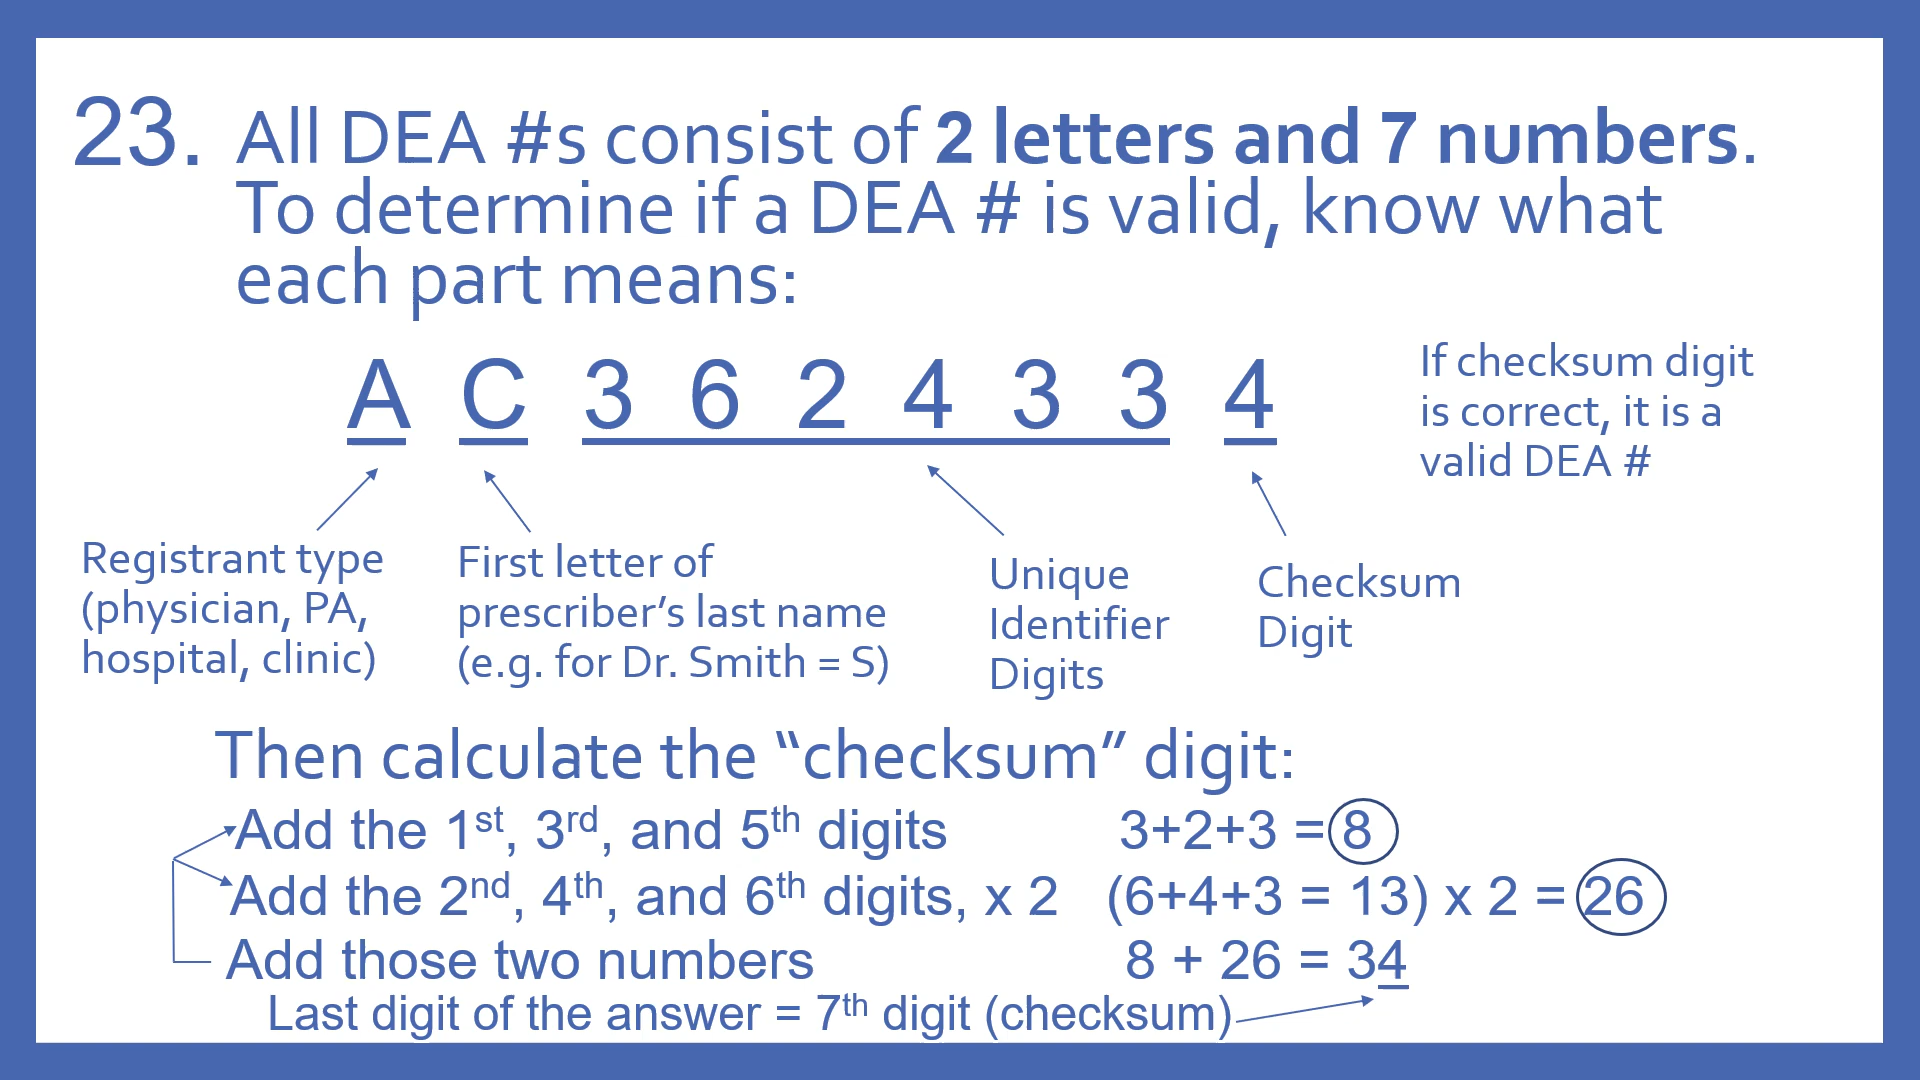 23. All DEA #s consist of 2 letters and 7 numbers.
To determine if a DEA # is valid, know what
each part means:
A C 3 6 2 4 3 3 4
If checksum digit
is correct, it is a
valid DEA #
Registrant type
(physician, PA,
hospital, clinic)
First letter of
prescriber’s last name
(e.g. for Dr. Smith = S)
Unique
Identifier
Digits
Checksum
Digit
Then calculate the “checksum” digit:
Add the 1st, 3rd, and 5th digits 3+2+3 = 8
Add the 2nd, 4th, and 6th digits, x 2 (6+4+3 = 13) x 2 = 26
Add those two numbers 8 + 26 = 34
Last digit of the answer = 7th digit (checksum)